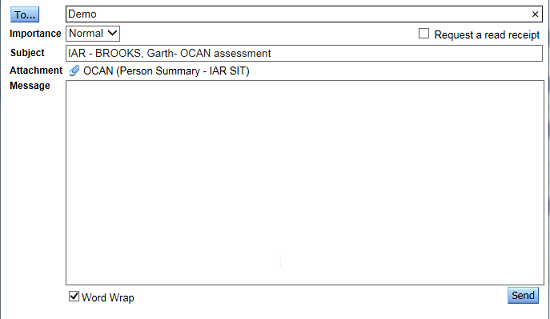 To... Demo ×
Importance Normal Request a read receipt
Subject IAR - BROOKS, Garth- OCAN assessment
Attachment OCAN (Person Summary - IAR SIT)
Message
Word Wrap Send